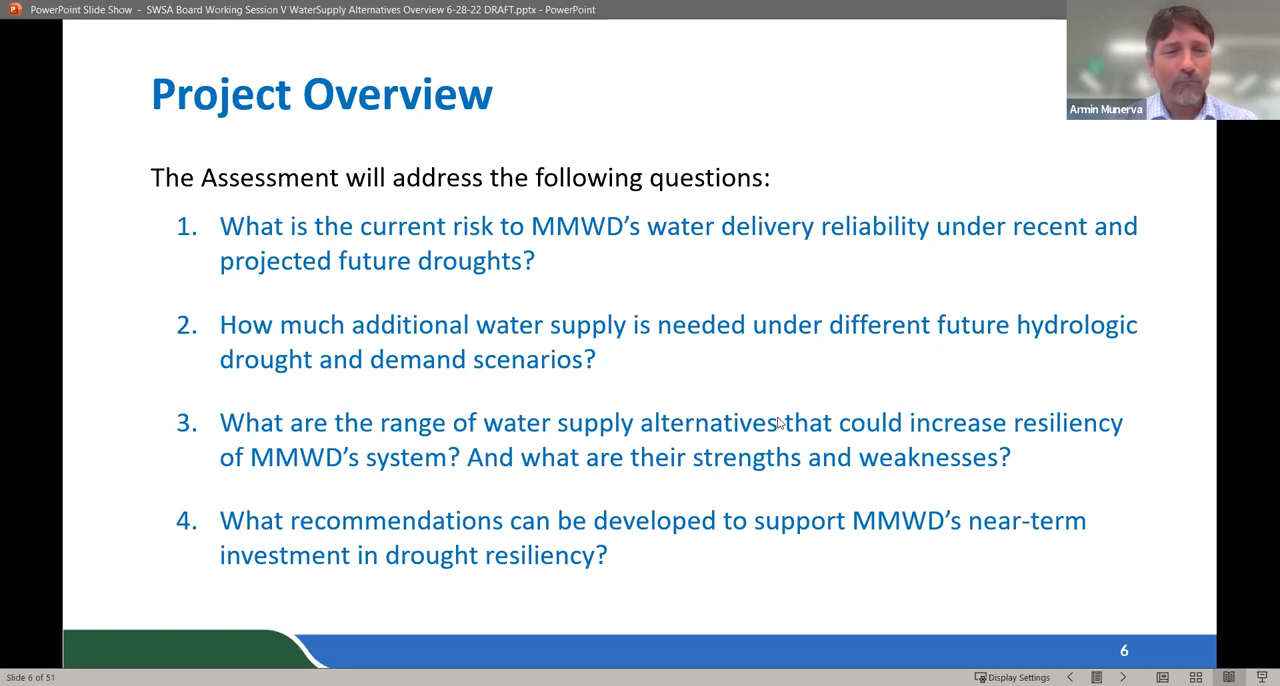 PowerPoint Slide Show - SWSA Board Working Session V WaterSupply Alternatives Overview 6-28-22 DRAFT.pptx - PowerPoint
Project Overview
Armin Munerva
The Assessment will address the following questions:
1. What is the current risk to MMWD’s water delivery reliability under recent and
projected future droughts?
2. How much additional water supply is needed under different future hydrologic
drought and demand scenarios?
3. What are the range of water supply alternatives that could increase resiliency
of MMWD’s system? And what are their strengths and weaknesses?
4. What recommendations can be developed to support MMWD’s near-term
investment in drought resiliency?
6
Slide 6 of 51
Display Settings